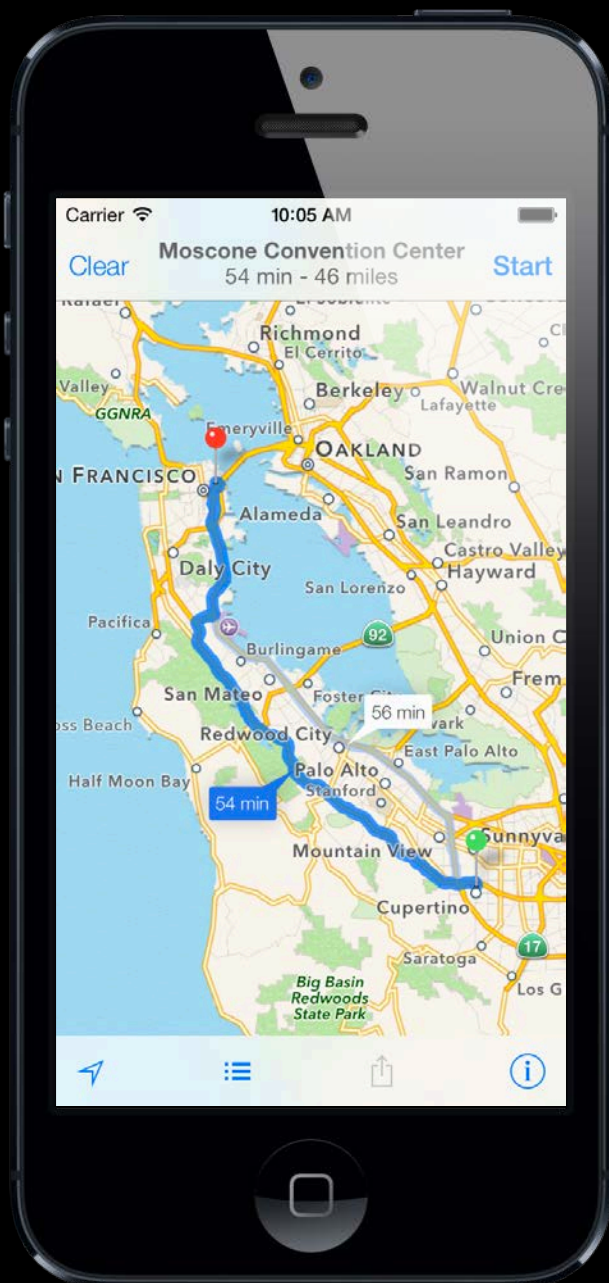 Carrier 10:05 AM
Moscone Convention Center
Clear 54 min - 46 miles Start
Richmond
El Cerrito
Valley
Berkeley
Walnut Cre
GGNRA
Lafayette
Emeryville
OAKLAND
N FRANCISCO
San Ramon
Alameda
San Leandro
Castro Valley
Daly City
Hayward
San Lorenzo
Pacifica
92
Union C
Burlingame
Frem
San Mateo
Foster
56 min
oss Beach
Redwood City
East Palo Alto
Half Moon Bay
Palo Alto
Stanford
54 min
Sunnyva
Mountain View
Cupertino
17
Saratoga
Big Basin
Redwoods
State Park
Los G